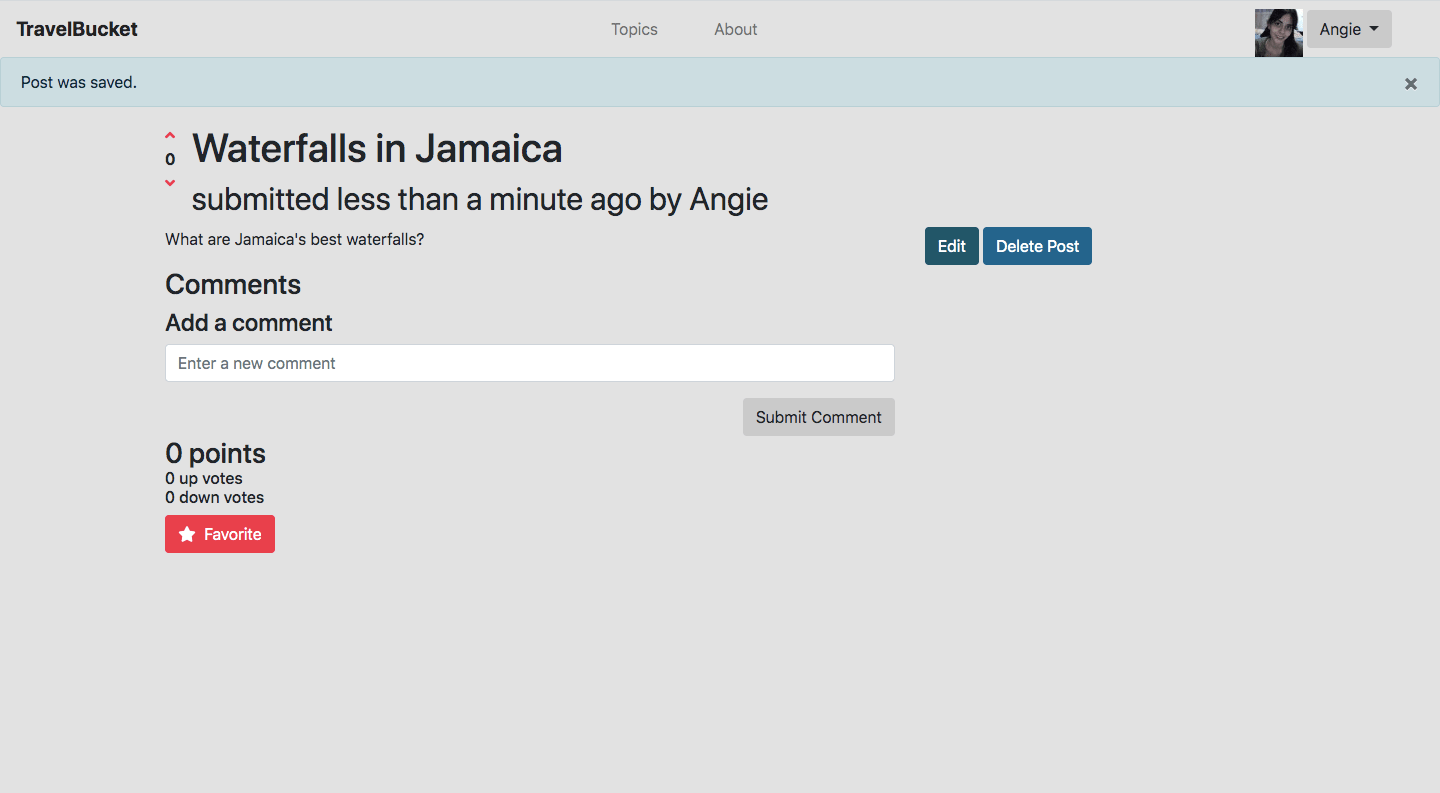 TravelBucket Topics About Angie
Post was saved. ×
0 Waterfalls in Jamaica
submitted less than a minute ago by Angie
What are Jamaica's best waterfalls? Edit Delete Post
Comments
Add a comment
Enter a new comment
Submit Comment
0 points
0 up votes
0 down votes
Favorite